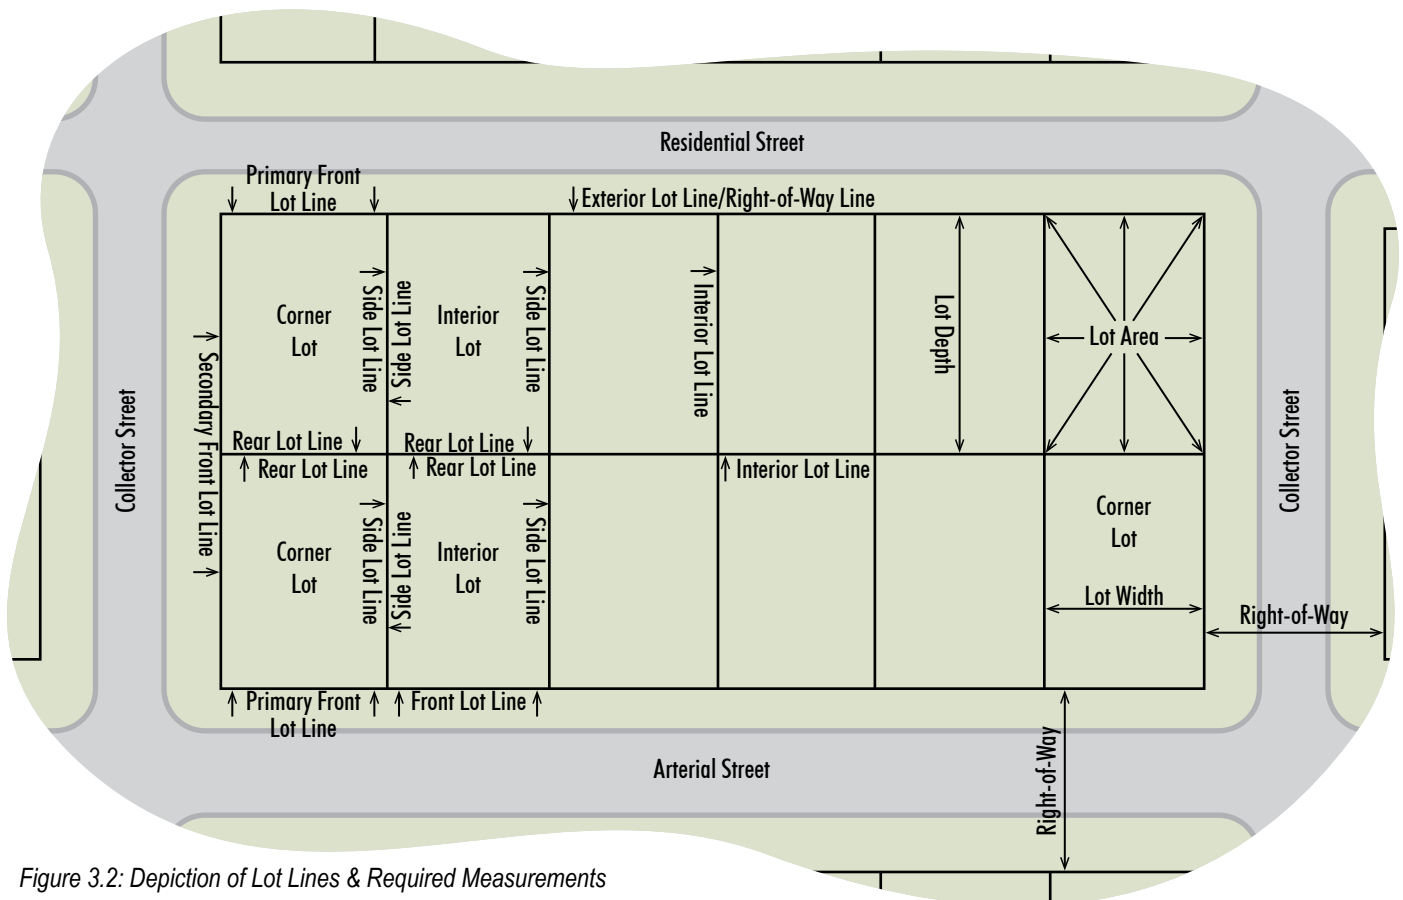 Residential Street
Primary Front
Lot Line
Exterior Lot Line/Right-of-Way Line
Corner
Lot
Side Lot Line
Side Lot Line
Interior
Lot
Side Lot Line
Interior Lot Line
Lot Depth
Lot Area
Secondary Front Lot Line
Collector Street
Collector Street
Rear Lot Line
Rear Lot Line
Rear Lot Line
Rear Lot Line
Interior Lot Line
Corner
Lot
Side Lot Line
Side Lot Line
Interior
Lot
Side Lot Line
Corner
Lot
Lot Width
Right-of-Way
Primary Front
Lot Line
Front Lot Line
Right-of-Way
Arterial Street
Figure 3.2: Depiction of Lot Lines & Required Measurements